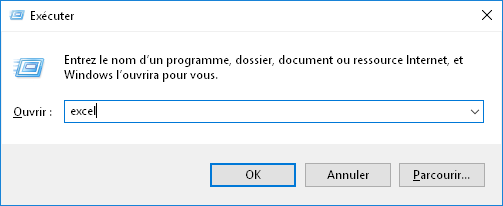 Exécuter
Entrez le nom d'un programme, dossier, document ou ressource Internet, et
Windows l'ouvrira pour vous.
Ouvrir : excel
OK Annuler Parcourir...